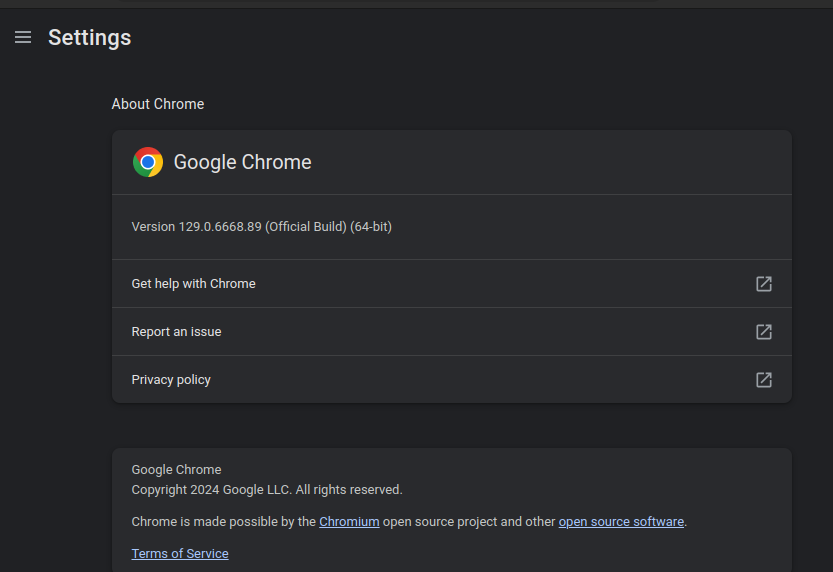 Settings
About Chrome
Google Chrome
Version 129.0.6668.89 (Official Build) (64-bit)
Get help with Chrome
Report an issue
Privacy policy
Google Chrome
Copyright 2024 Google LLC. All rights reserved.
Chrome is made possible by the Chromium open source project and other open source software.
Terms of Service